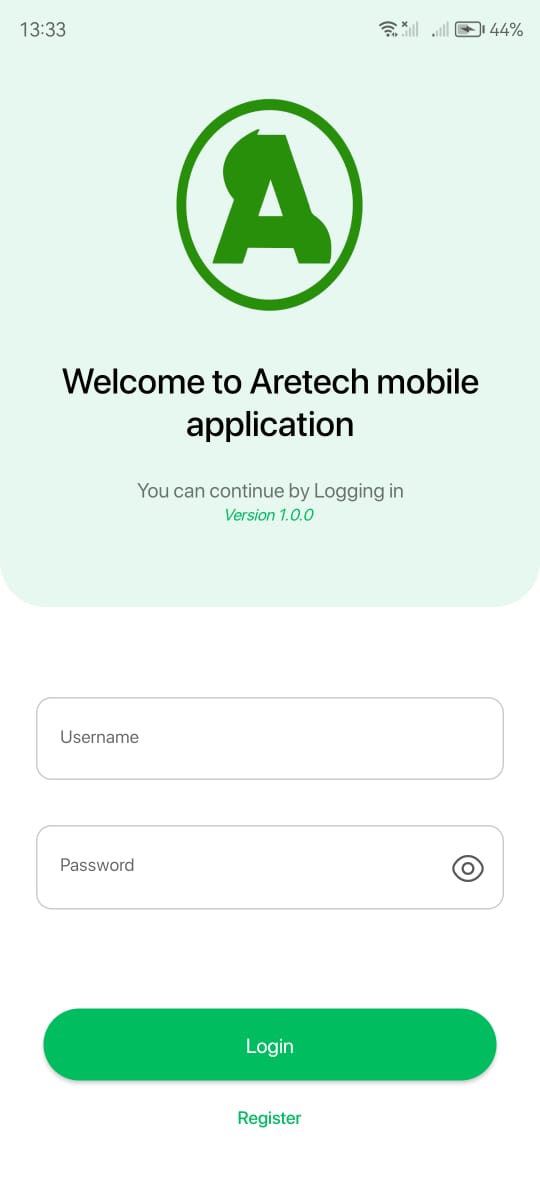 13:33
44%
A
Welcome to Aretech mobile
application
You can continue by Logging in
Version 1.0.0
Username
Password
Login
Register